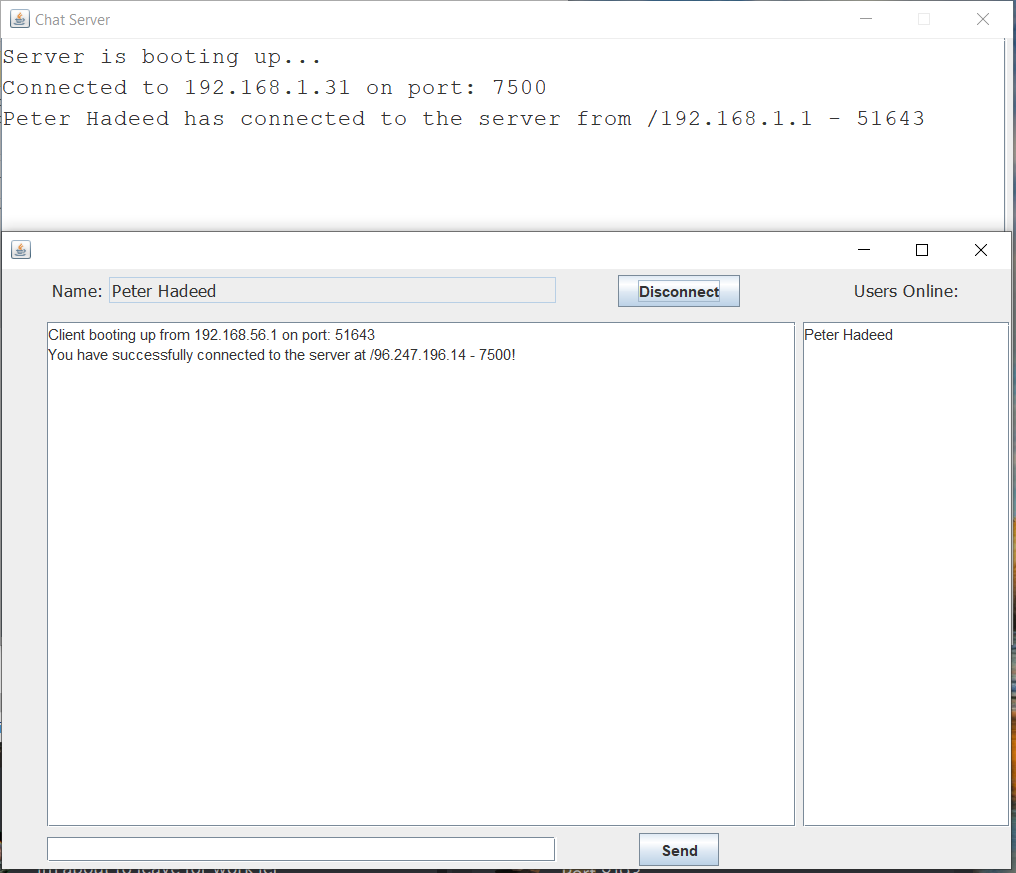 Chat Server
Server is booting up...
Connected to 192.168.1.31 on port: 7500
Peter Hadeed has connected to the server from /192.168.1.1 - 51643
Name: Peter Hadeed Disconnect Users Online:
Client booting up from 192.168.56.1 on port: 51643
You have successfully connected to the server at /96.247.196.14 - 7500!
Peter Hadeed
Send